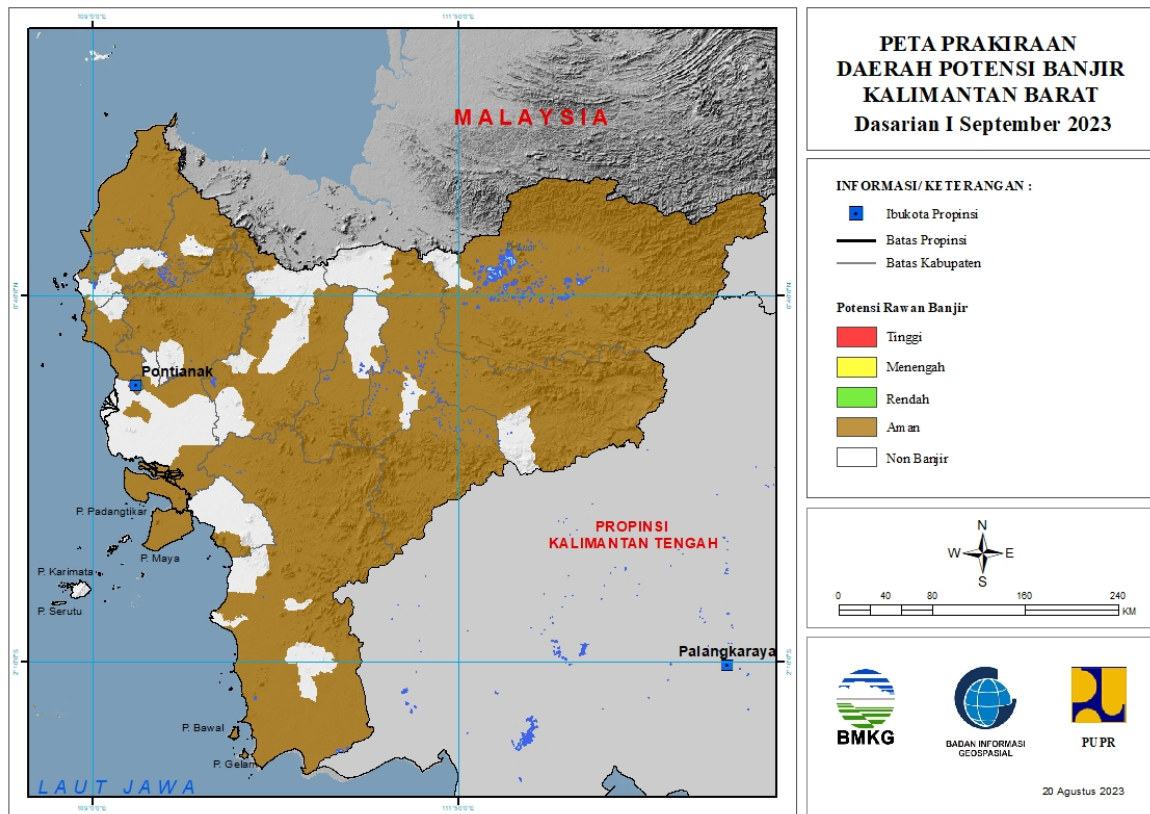 PETA PRAKIRAAN
DAERAH POTENSI BANJIR
KALIMANTAN BARAT
Dasarian I September 2023
INFORMASI/ KETERANGAN :
Ibukota Propinsi
Batas Propinsi
Batas Kabupaten
Potensi Rawan Banjir
Tinggi
Menengah
Rendah
Aman
Non Banjir
N
W E
S
0 40 80 160 240
KM
BMKG
BADAN INFORMASI
GEOSPASIAL
PUPR
20 Agustus 2023
MALAYSIA
Pontianak
P. Padangtikar
P. Maya
P. Karimata
P. Serutu
PROPINSI
KALIMANTAN TENGAH
Palangkaraya
P. Bawal
P. Gelam
LAUT JAWA